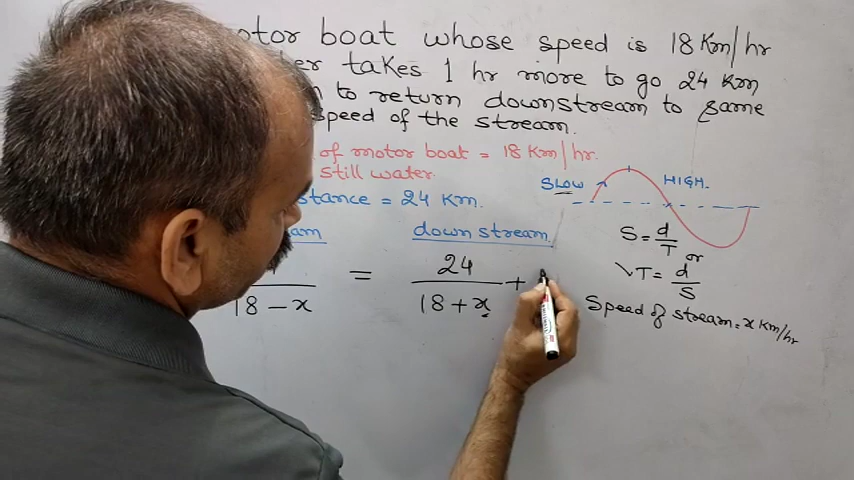 otor boat whose speed is 18 Km/hr
ter takes 1 hr more to go 24 Km
to return downstream to same
speed of the stream.
of motor boat = 18 Km/hr.
still water.
stance = 24 Km.
SLOW HIGH.
am down stream
S = d/T
or
√T = d/S
/ 18 - x = 24 / 18 + x +
Speed of stream = x Km/hr